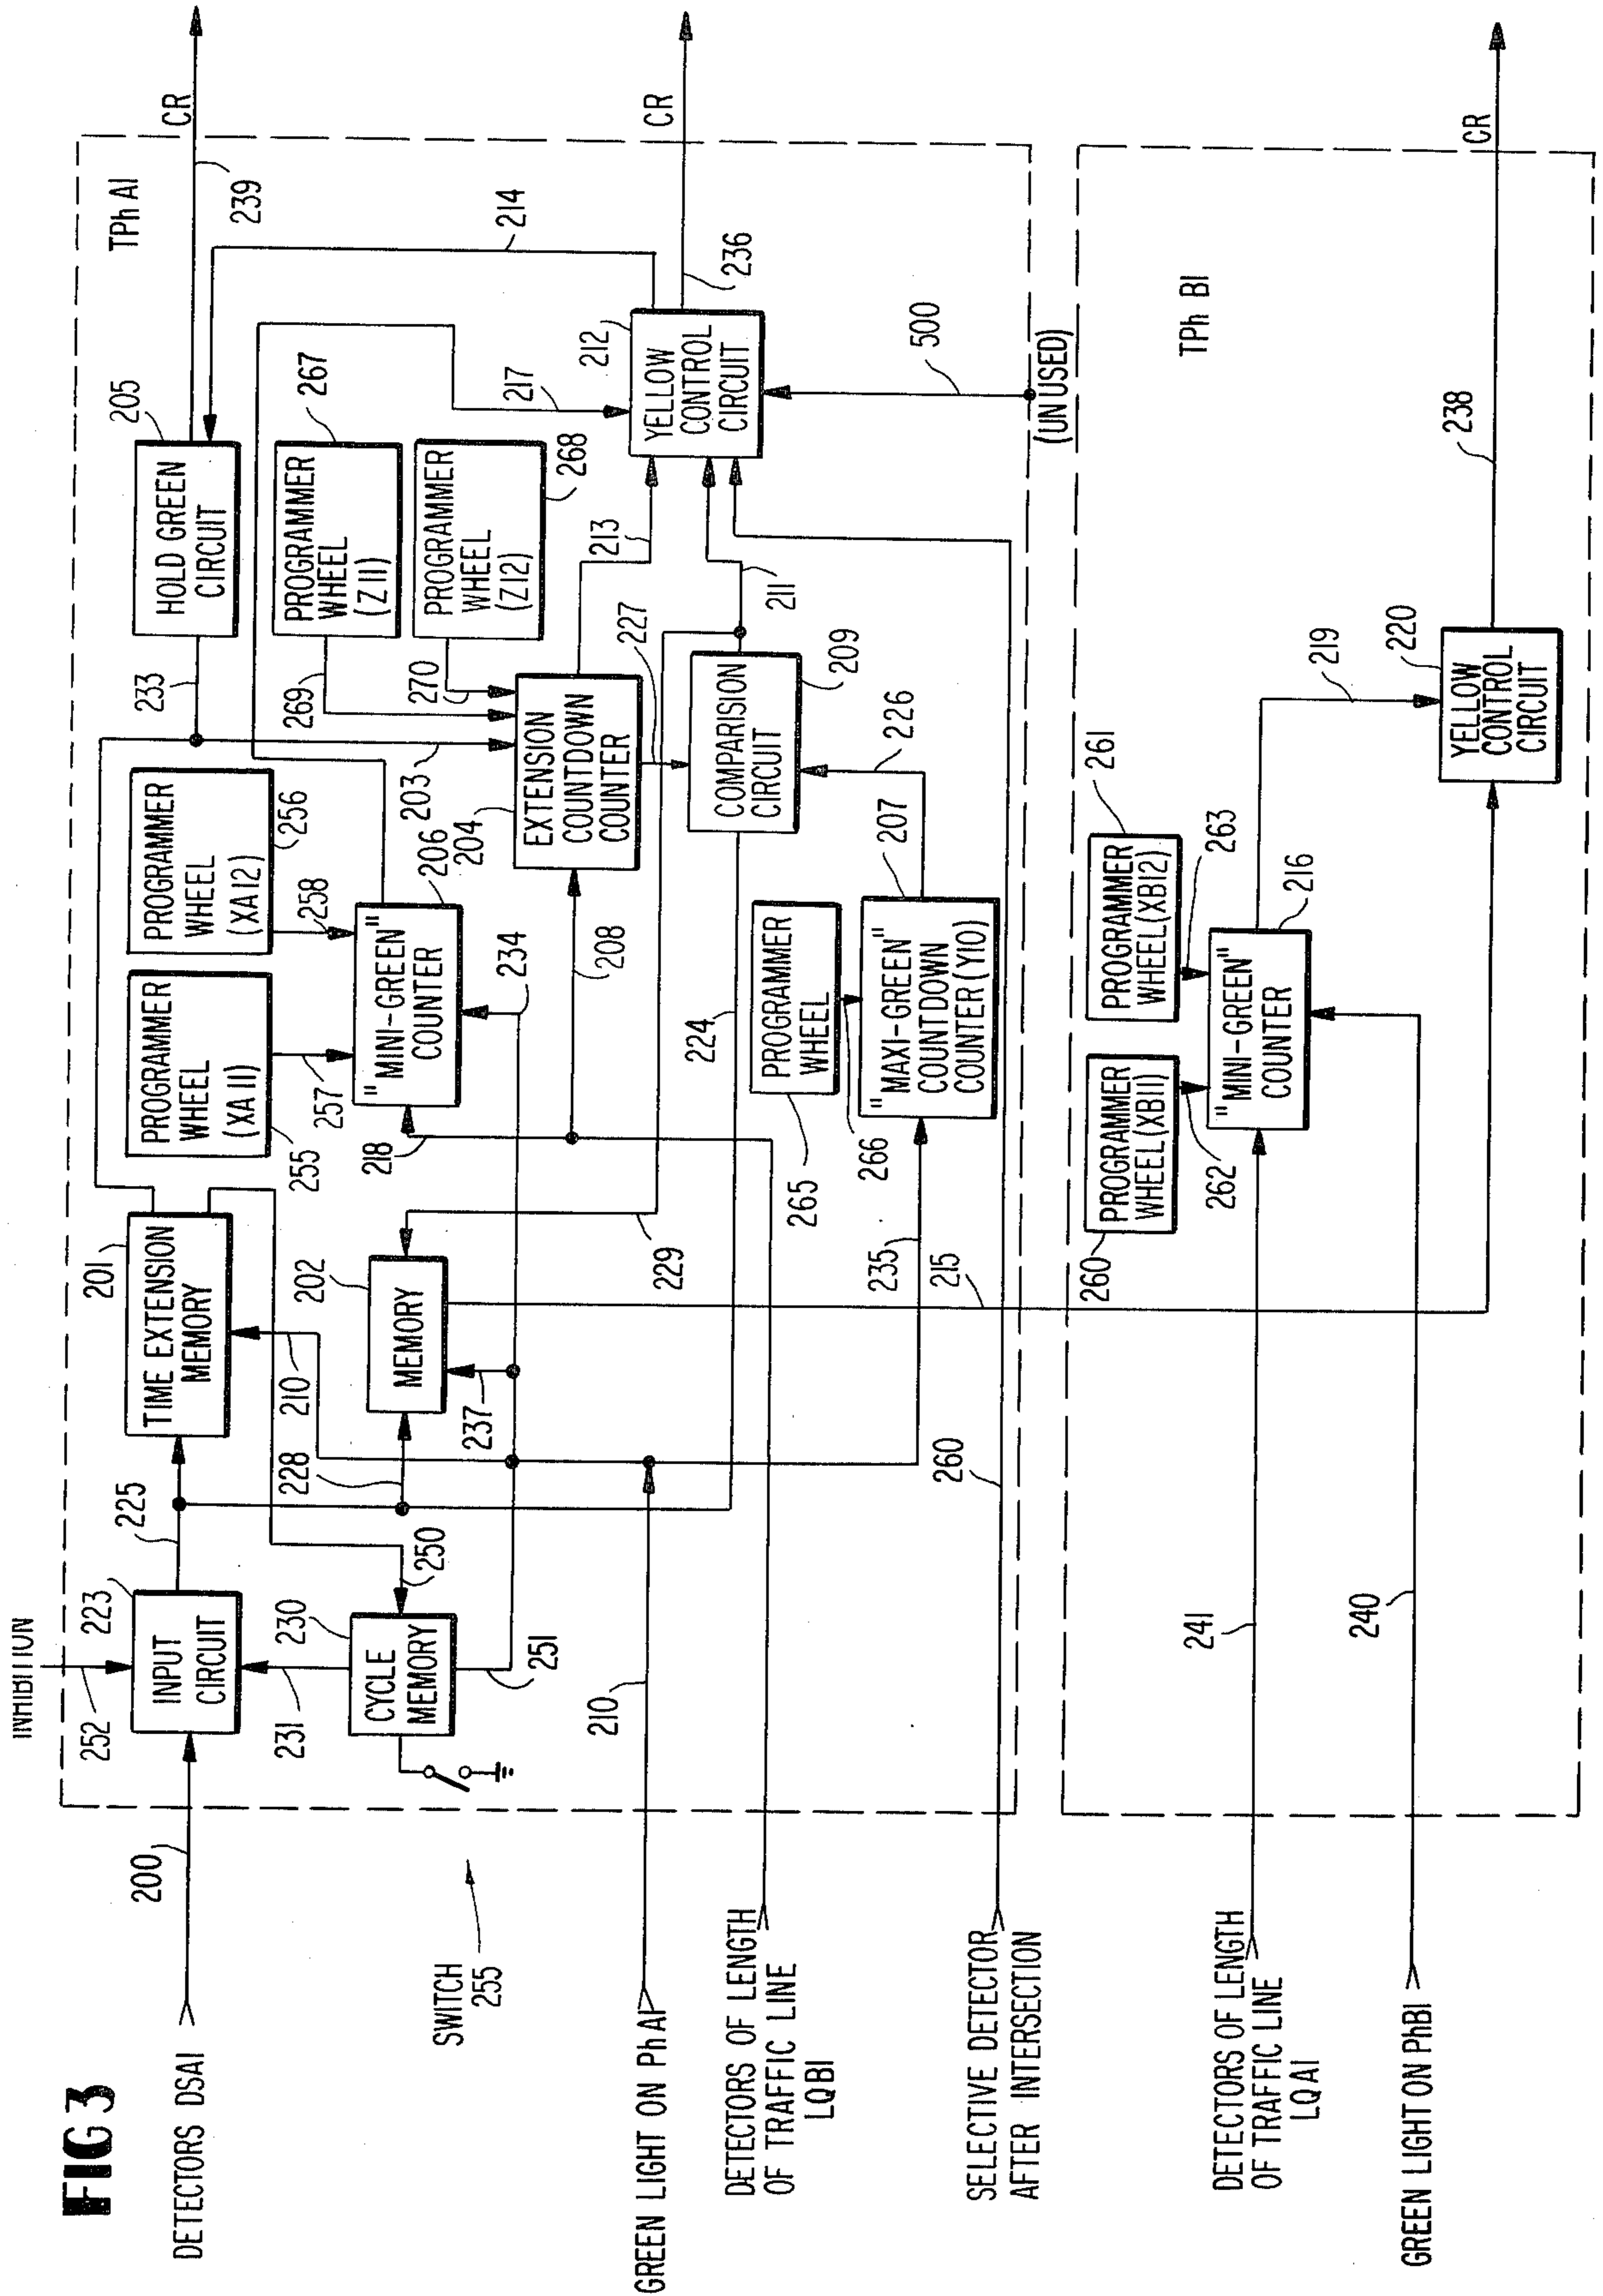 FIG 3
DETECTORS DSAI
200
INHIBITION
252
223
INPUT
CIRCUIT
225
231
230
CYCLE
MEMORY
250
251
SWITCH
255
201
TIME EXTENSION
MEMORY
210
228
202
MEMORY
237
229
PROGRAMMER
WHEEL
(XA11)
255
257
PROGRAMMER
WHEEL
(XA12)
256
258
218
"MINI-GREEN"
COUNTER
206
234
233
205
HOLD GREEN
CIRCUIT
TPh AI
CR
239
PROGRAMMER
WHEEL
(Z11)
267
PROGRAMMER
WHEEL
(Z12)
268
269
270
203
204
EXTENSION
COUNTDOWN
COUNTER
208
213
217
214
212
YELLOW
CONTROL
CIRCUIT
CR
236
227
COMPARISION
CIRCUIT
209
211
224
226
500
(UNUSED)
PROGRAMMER
WHEEL
265
266
207
"MAXI-GREEN"
COUNTDOWN
COUNTER (Y10)
235
215
GREEN LIGHT ON PhAI
210
DETECTORS OF LENGTH
OF TRAFFIC LINE
LQBI
SELECTIVE DETECTOR
AFTER INTERSECTION
260
TPh BI
PROGRAMMER
WHEEL(XB11)
260
262
PROGRAMMER
WHEEL(XB12)
261
263
"MINI-GREEN"
COUNTER
216
219
220
YELLOW
CONTROL
CIRCUIT
238
CR
DETECTORS OF LENGTH
OF TRAFFIC LINE
LQAI
241
GREEN LIGHT ON PhBI
240